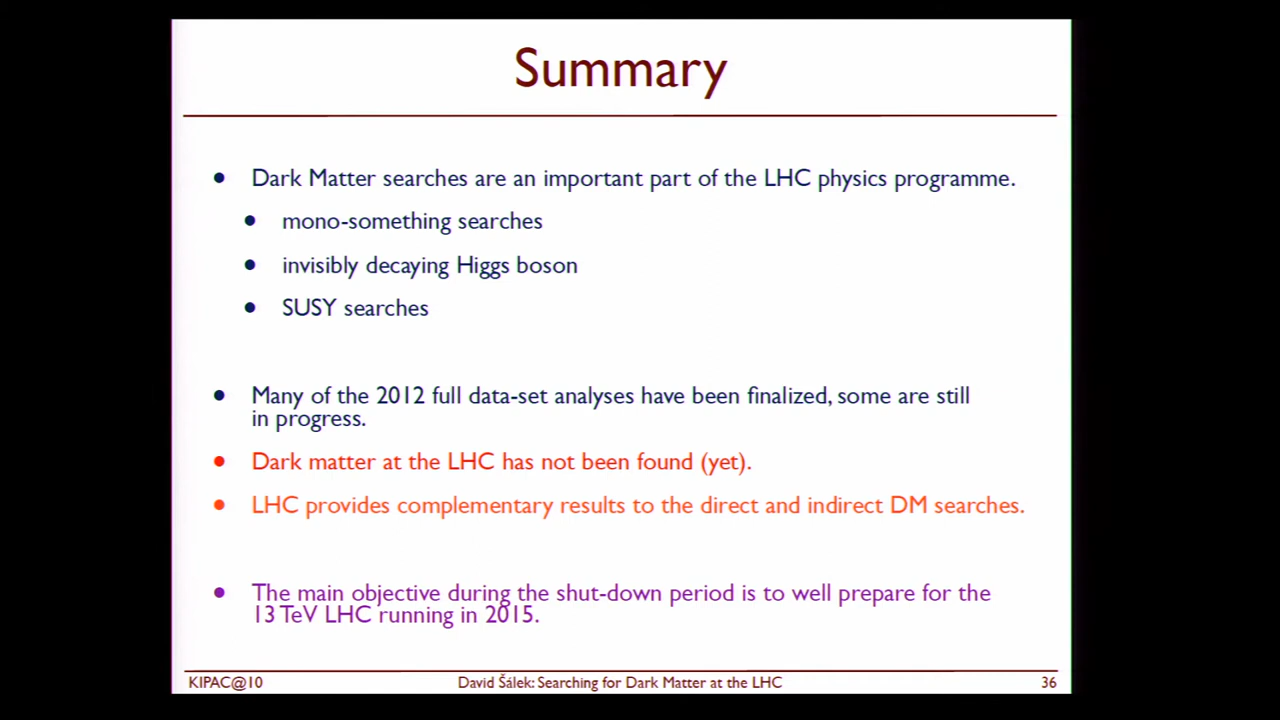 Summary
• Dark Matter searches are an important part of the LHC physics programme.
• mono-something searches
• invisibly decaying Higgs boson
• SUSY searches
• Many of the 2012 full data-set analyses have been finalized, some are still
in progress.
• Dark matter at the LHC has not been found (yet).
• LHC provides complementary results to the direct and indirect DM searches.
• The main objective during the shut-down period is to well prepare for the
13 TeV LHC running in 2015.
KIPAC@10 David Šálek: Searching for Dark Matter at the LHC 36